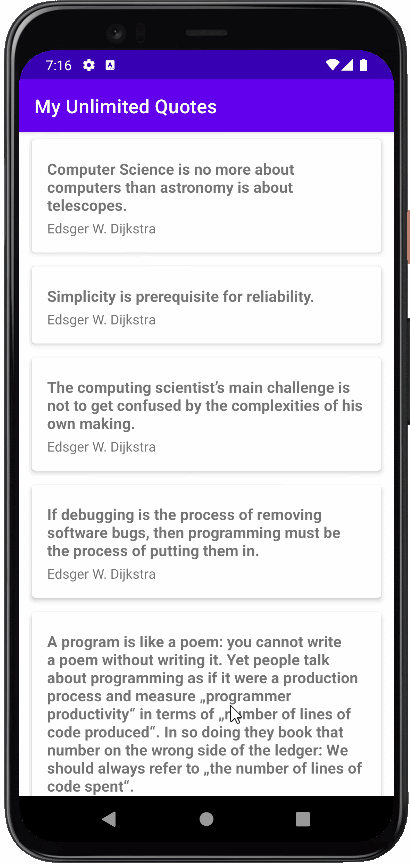 7:16
My Unlimited Quotes
Computer Science is no more about
computers than astronomy is about
telescopes.
Edsger W. Dijkstra
Simplicity is prerequisite for reliability.
Edsger W. Dijkstra
The computing scientist’s main challenge is
not to get confused by the complexities of his
own making.
Edsger W. Dijkstra
If debugging is the process of removing
software bugs, then programming must be
the process of putting them in.
Edsger W. Dijkstra
A program is like a poem: you cannot write
a poem without writing it. Yet people talk
about programming as if it were a production
process and measure „programmer
productivity“ in terms of „number of lines of
code produced“. In so doing they book that
number on the wrong side of the ledger: We
should always refer to „the number of lines of
code spent“.